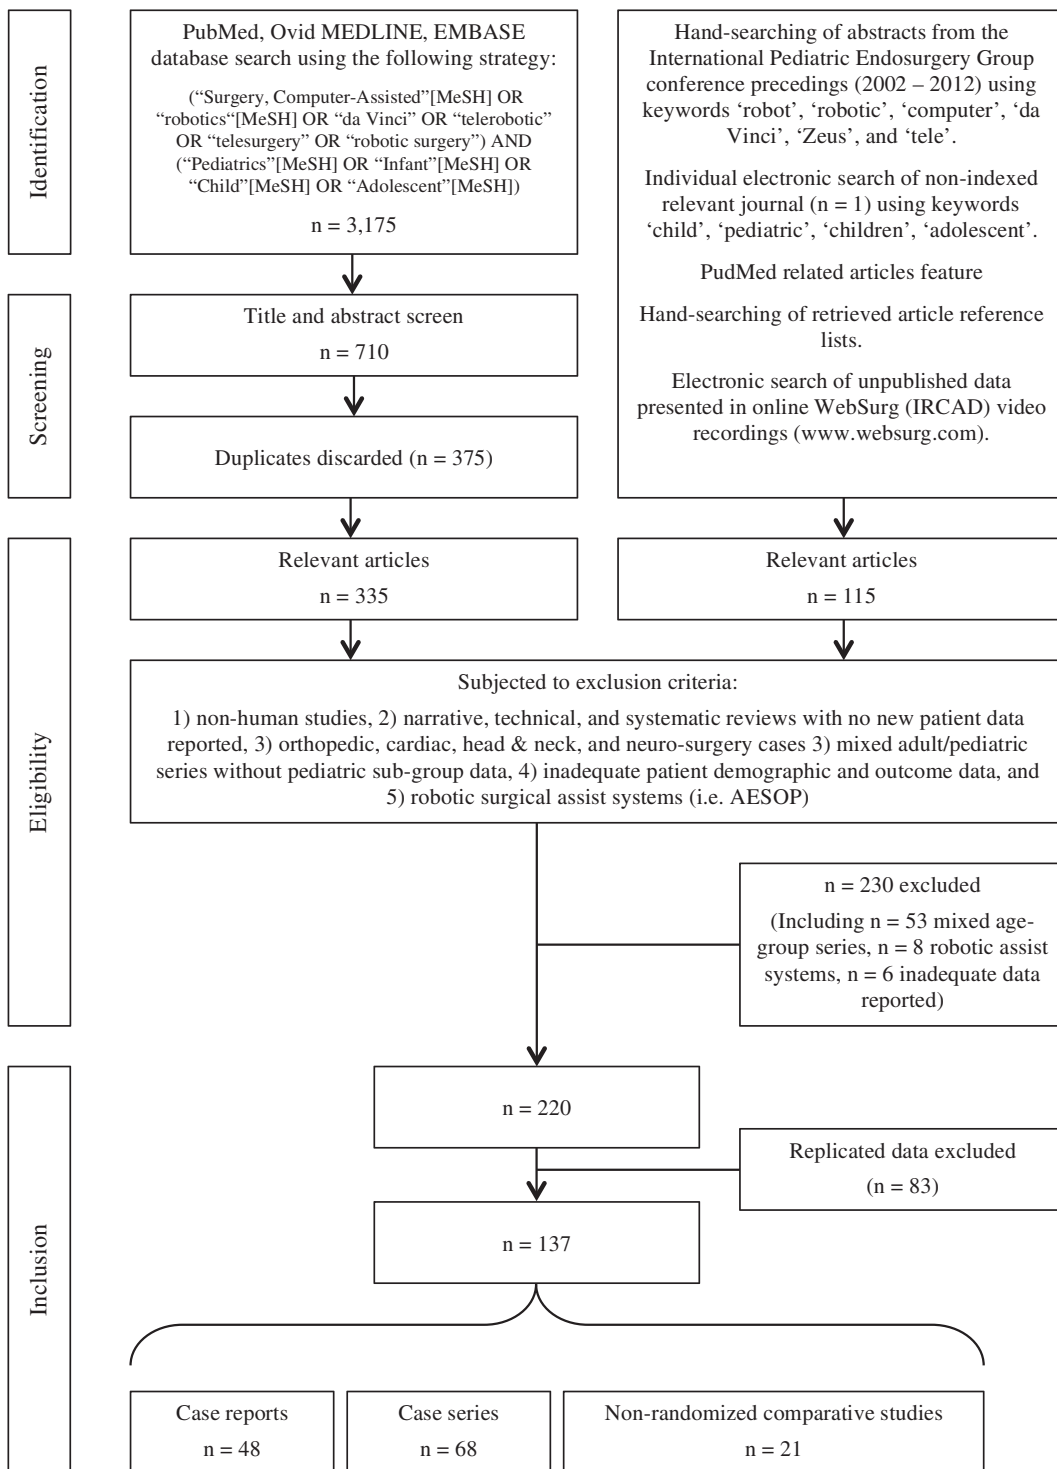 Identification
PubMed, Ovid MEDLINE, EMBASE
database search using the following strategy:
(“Surgery, Computer-Assisted”[MeSH] OR
“robotics“[MeSH] OR “da Vinci” OR “telerobotic”
OR “telesurgery” OR “robotic surgery”) AND
(“Pediatrics”[MeSH] OR “Infant”[MeSH] OR
“Child”[MeSH] OR “Adolescent”[MeSH])
n = 3,175
Hand-searching of abstracts from the
International Pediatric Endosurgery Group
conference precedings (2002 – 2012) using
keywords ‘robot’, ‘robotic’, ‘computer’, ‘da
Vinci’, ‘Zeus’, and ‘tele’.
Individual electronic search of non-indexed
relevant journal (n = 1) using keywords
‘child’, ‘pediatric’, ‘children’, ‘adolescent’.
PudMed related articles feature
Hand-searching of retrieved article reference
lists.
Electronic search of unpublished data
presented in online WebSurg (IRCAD) video
recordings (www.websurg.com).
Screening
Title and abstract screen
n = 710
Duplicates discarded (n = 375)
Eligibility
Relevant articles
n = 335
Relevant articles
n = 115
Subjected to exclusion criteria:
1) non-human studies, 2) narrative, technical, and systematic reviews with no new patient data
reported, 3) orthopedic, cardiac, head & neck, and neuro-surgery cases 3) mixed adult/pediatric
series without pediatric sub-group data, 4) inadequate patient demographic and outcome data, and
5) robotic surgical assist systems (i.e. AESOP)
n = 230 excluded
(Including n = 53 mixed age-
group series, n = 8 robotic assist
systems, n = 6 inadequate data
reported)
Inclusion
n = 220
Replicated data excluded
(n = 83)
n = 137
Case reports
n = 48
Case series
n = 68
Non-randomized comparative studies
n = 21